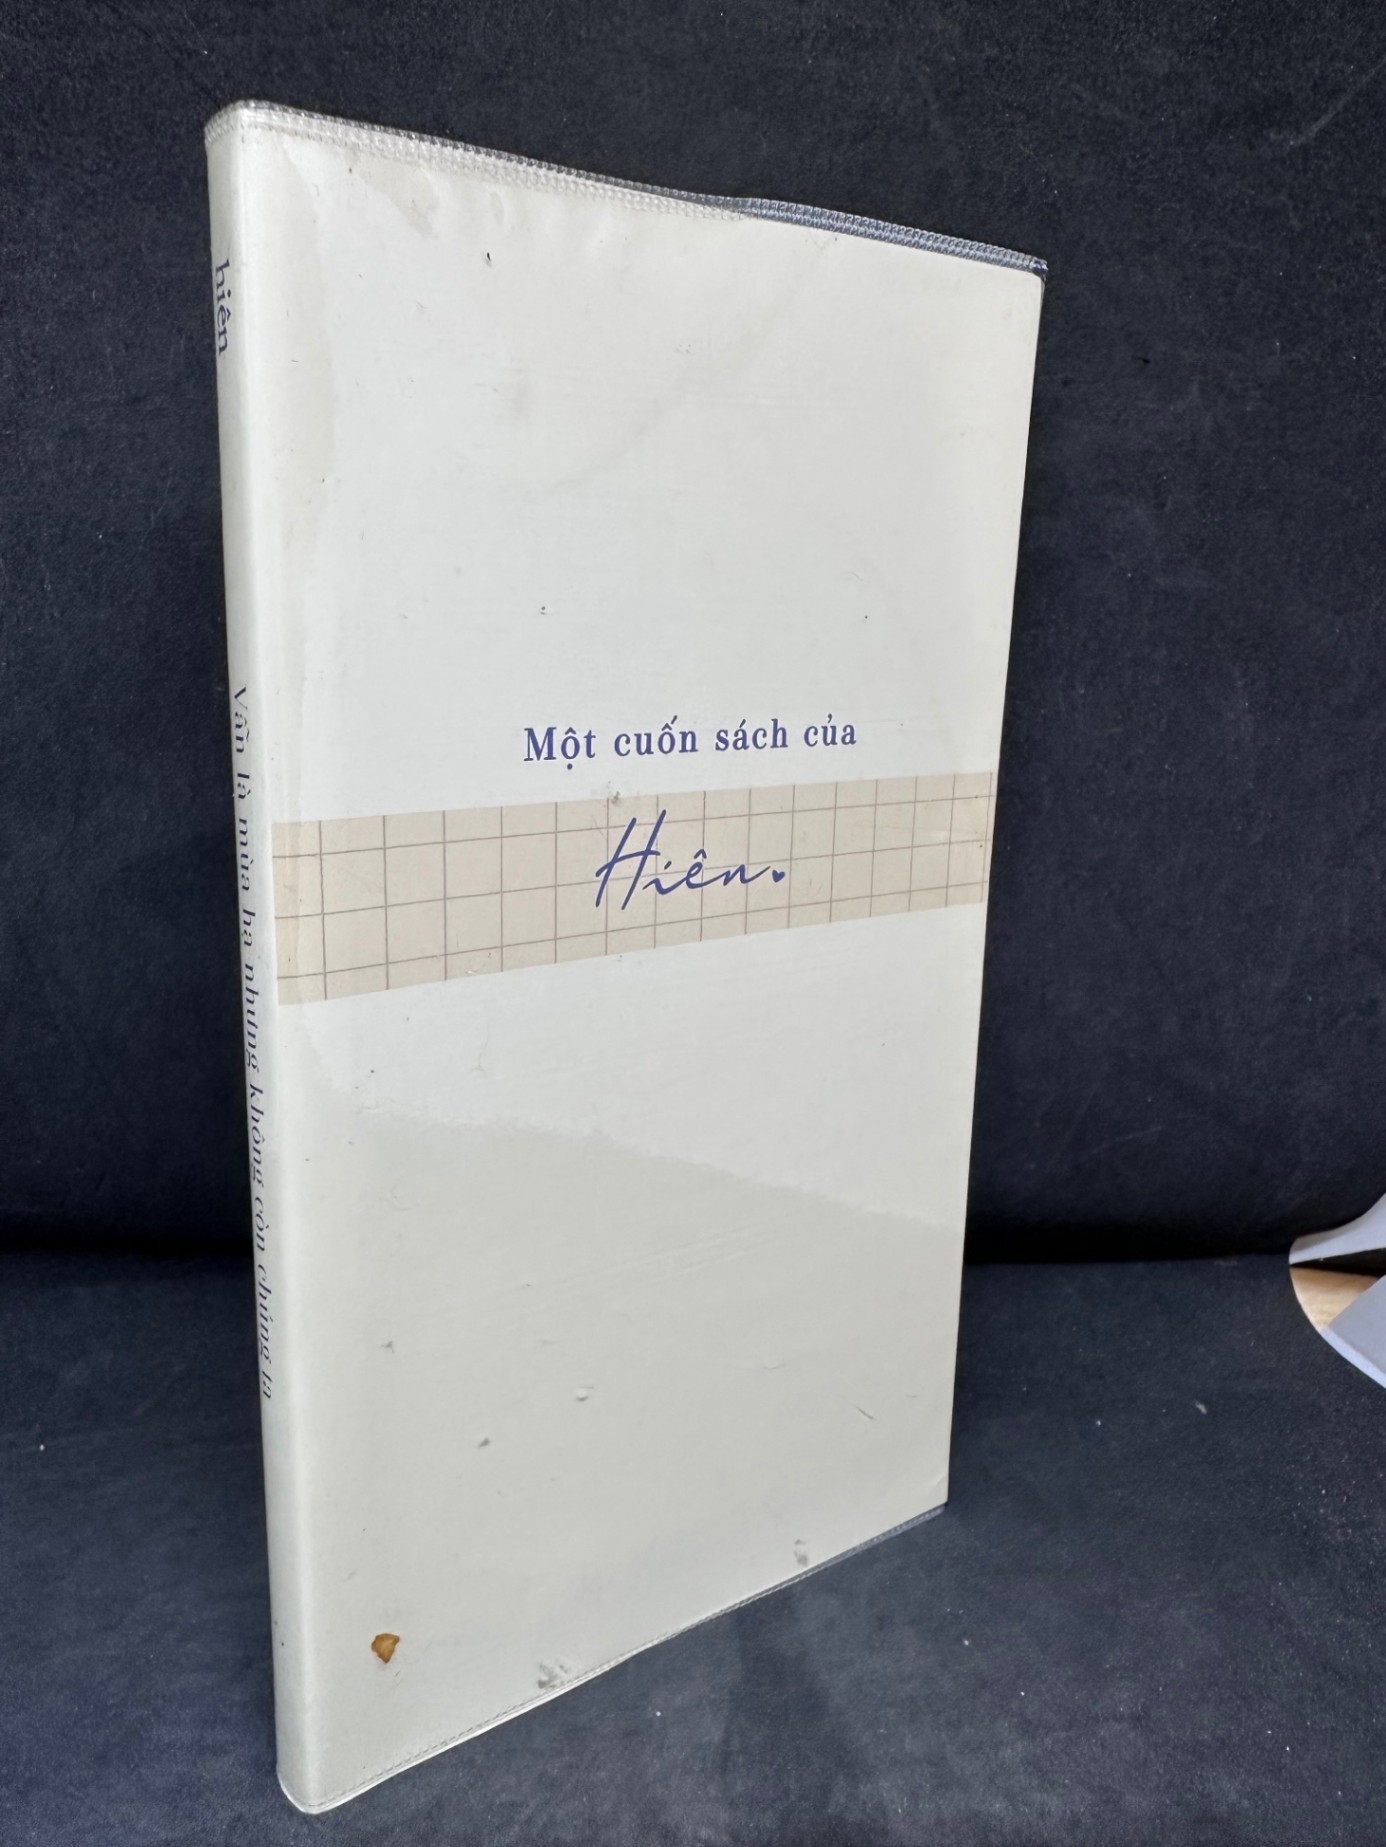 hiên
Vẫn là mùa hạ nhưng không còn chúng ta
Một cuốn sách của
Hiên